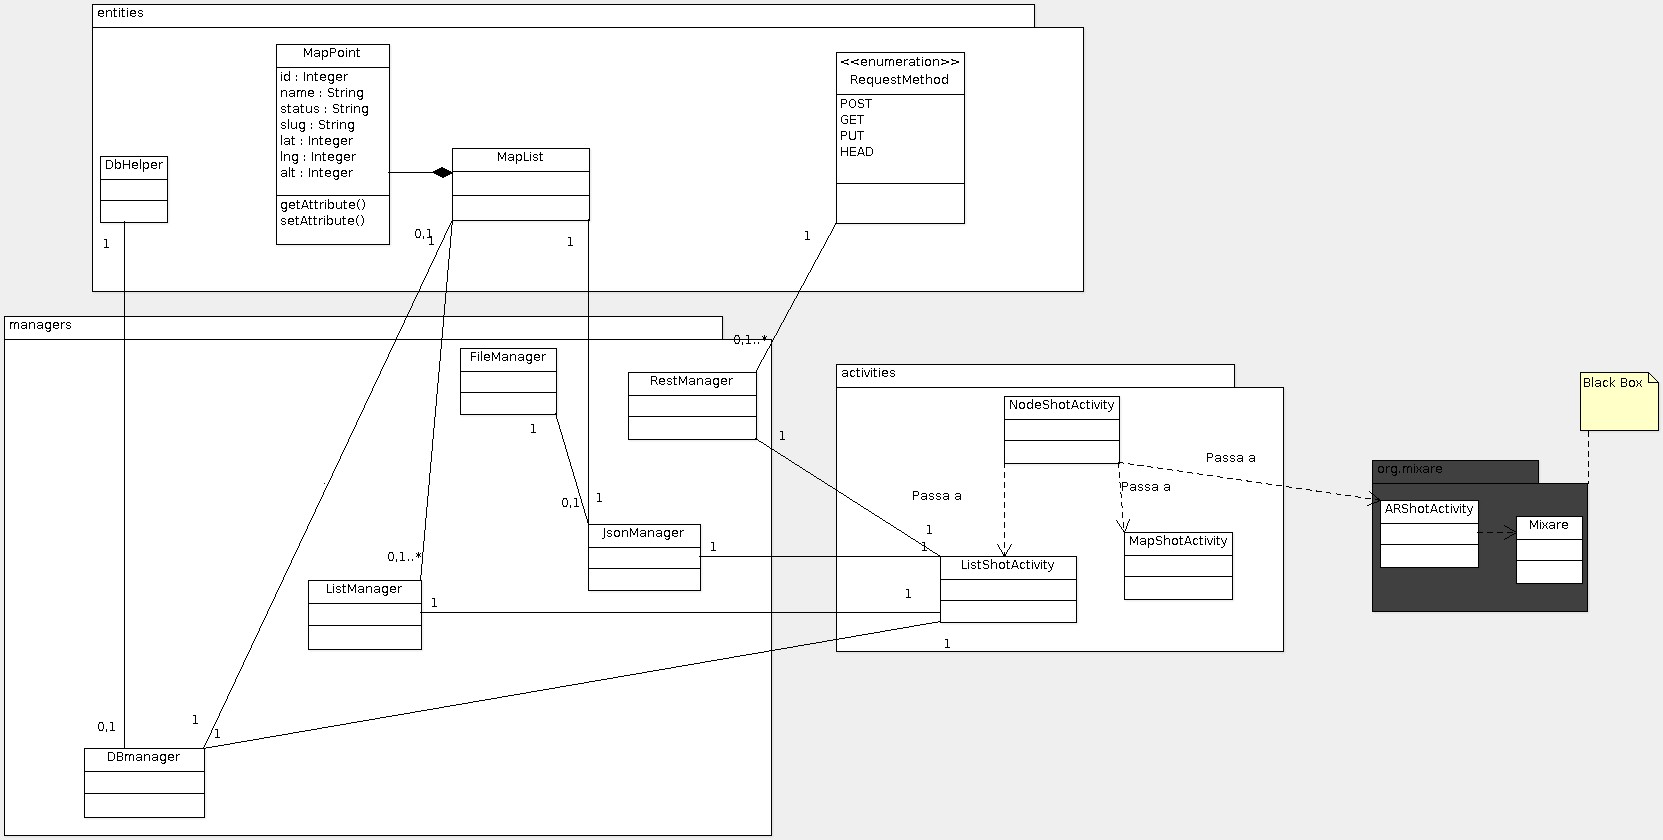 entities
MapPoint
id : Integer
name : String
status : String
slug : String
lat : Integer
lng : Integer
alt : Integer
getAttribute()
setAttribute()
<<enumeration>>
RequestMethod
POST
GET
PUT
HEAD
MapList
DbHelper
1
0,1
1
1
1
managers
0,1..*
FileManager
RestManager
1
1
0,1
1
JsonManager
1
0,1..*
ListManager
1
0,1
1
1
DBmanager
activities
NodeShotActivity
Passa a
Passa a
Passa a
1
1
ListShotActivity
MapShotActivity
1
1
Black Box
org.mixare
ARShotActivity
Mixare